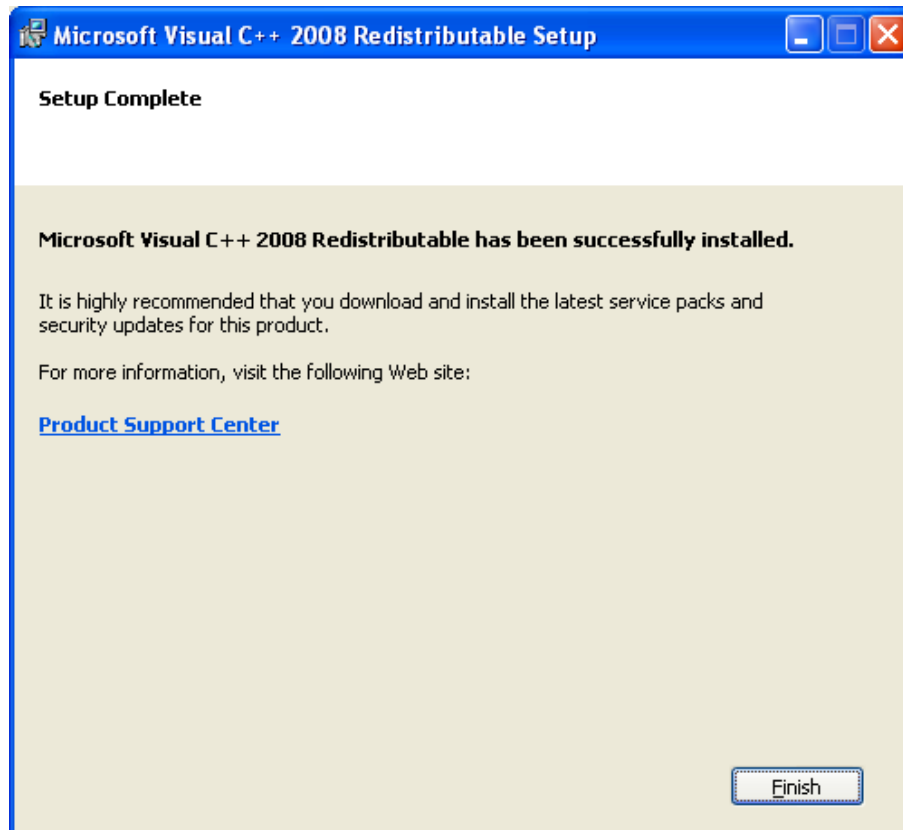 Microsoft Visual C++ 2008 Redistributable Setup
Setup Complete
Microsoft Visual C++ 2008 Redistributable has been successfully installed.
It is highly recommended that you download and install the latest service packs and
security updates for this product.
For more information, visit the following Web site:
Product Support Center
Finish